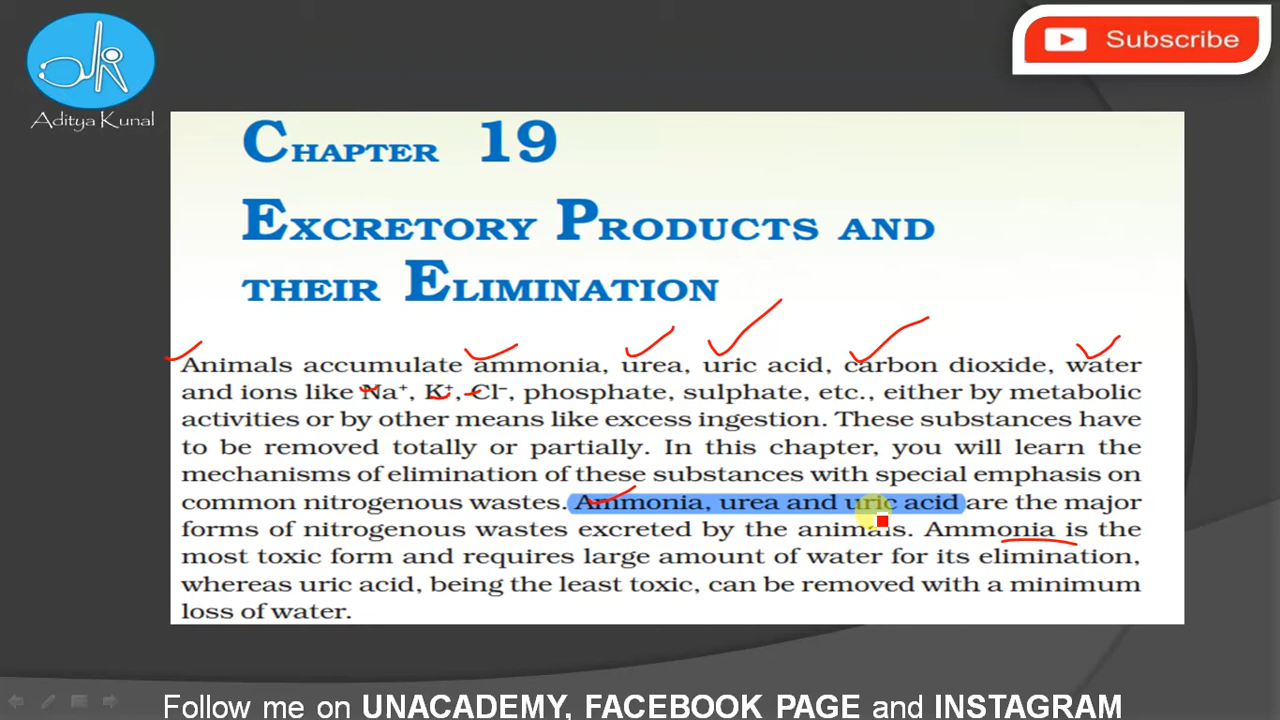 Subscribe
Aditya Kunal
CHAPTER 19
EXCRETORY PRODUCTS AND
THEIR ELIMINATION
Animals accumulate ammonia, urea, uric acid, carbon dioxide, water
and ions like Na⁺, K⁺, Cl⁻, phosphate, sulphate, etc., either by metabolic
activities or by other means like excess ingestion. These substances have
to be removed totally or partially. In this chapter, you will learn the
mechanisms of elimination of these substances with special emphasis on
common nitrogenous wastes. Ammonia, urea and uric acid are the major
forms of nitrogenous wastes excreted by the animals. Ammonia is the
most toxic form and requires large amount of water for its elimination,
whereas uric acid, being the least toxic, can be removed with a minimum
loss of water.
Follow me on UNACADEMY, FACEBOOK PAGE and INSTAGRAM